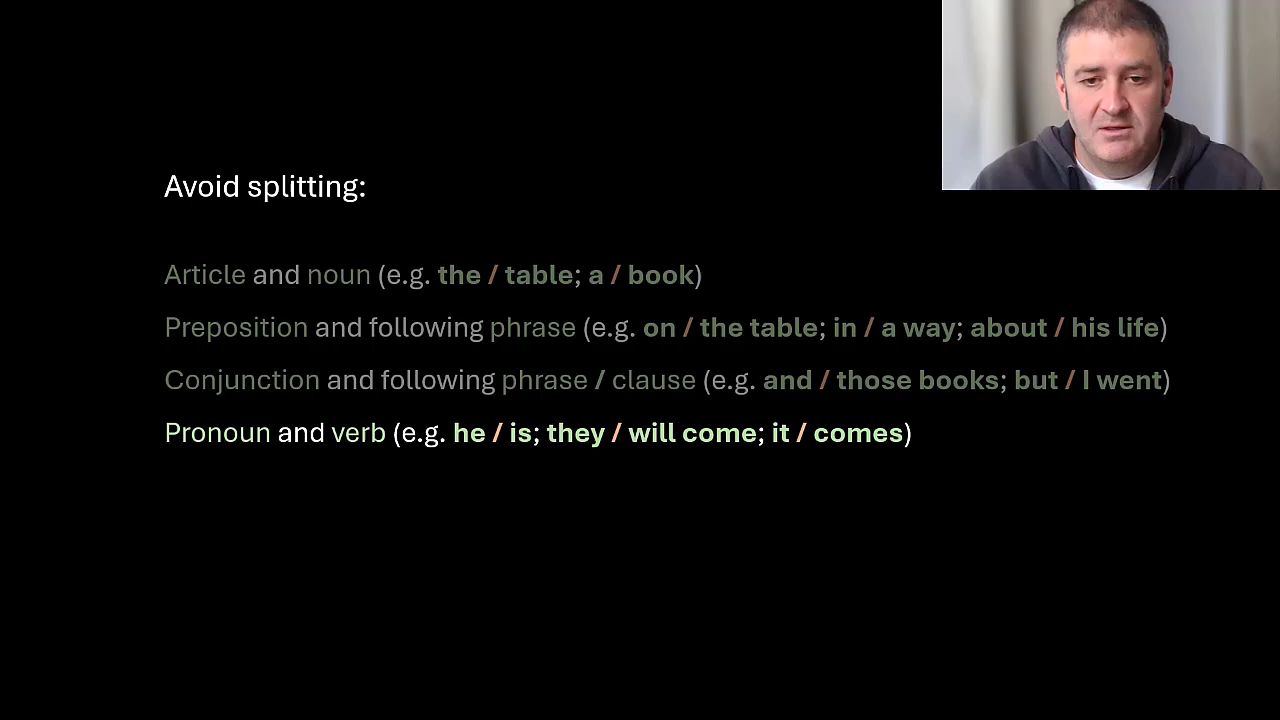 Avoid splitting:
Article and noun (e.g. the / table; a / book)
Preposition and following phrase (e.g. on / the table; in / a way; about / his life)
Conjunction and following phrase / clause (e.g. and / those books; but / I went)
Pronoun and verb (e.g. he / is; they / will come; it / comes)